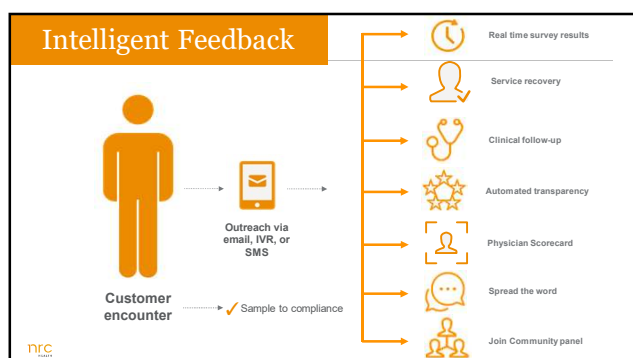 Intelligent Feedback
Real time survey results
Service recovery
Clinical follow-up
Automated transparency
Outreach via
email, IVR, or
SMS
Physician Scorecard
Customer
encounter
Sample to compliance
Spread the word
Join Community panel
nrc